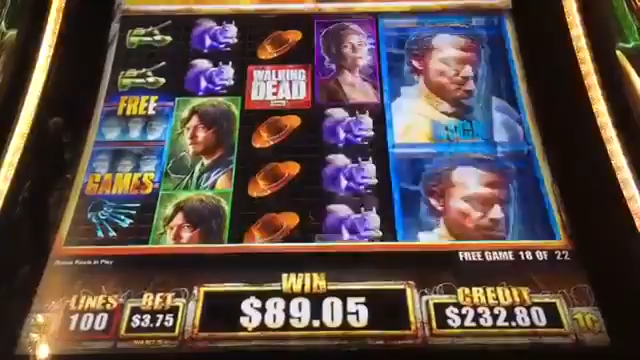 WALKING
DEAD
FREE
GAMES
FREE GAME 18 OF 22
LINES
100
BET
$3.75
WIN
$89.05
CREDIT
$232.80
1¢